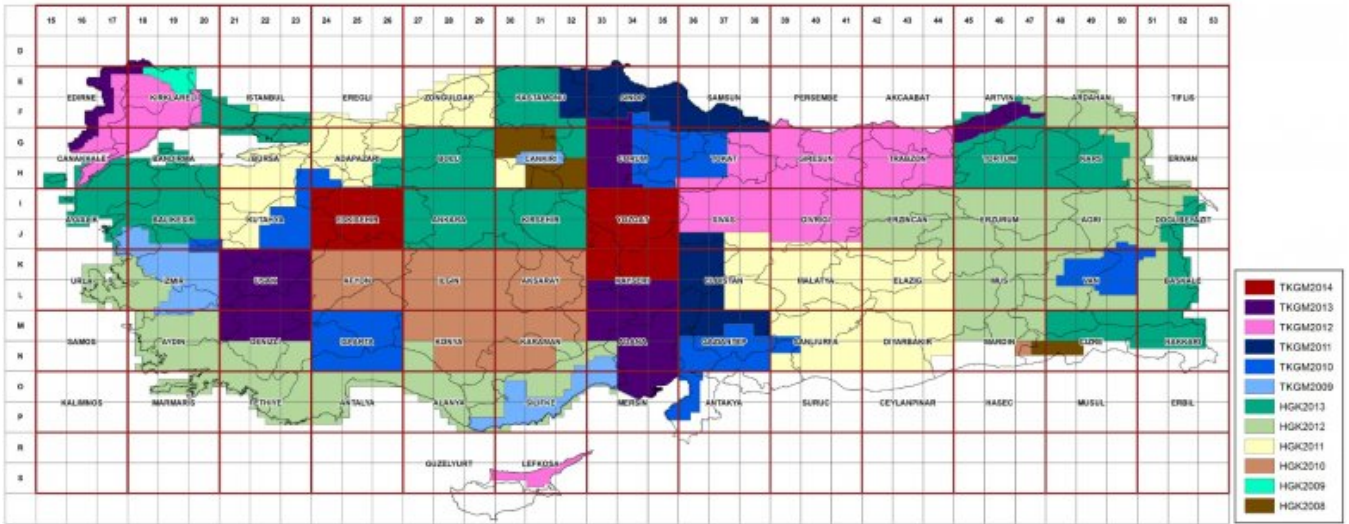 15 16 17 18 19 20 21 22 23 24 25 26 27 28 29 30 31 32 33 34 35 36 37 38 39 40 41 42 43 44 45 46 47 48 49 50 51 52 53
D
E
EDIRNE KIRKLARELI ISTANBUL EREGLI ZONGULDAK KASTAMONU SINOP SAMSUN PERSEMBE AKCAABAT ARTVIN ARDAHAN TIFLIS
F
G
CANAKKALE BANDIRMA BURSA ADAPAZARI BOLU CANKIRI CORUM TOKAT GIRESUN TRABZON TORTUM KARS ERIVAN
H
I
AYVALIK BALIKESIR KUTAHYA ESKISEHIR ANKARA KIRSEHIR YOZGAT SIVAS DIVRIGI ERZINCAN ERZURUM AGRI DOGUBEYAZIT
J
K
URLA IZMIR USAK AFYON ILGIN AKSARAY KAYSERI ELBISTAN MALATYA ELAZIG MUS VAN BASKALE
L
M
SAMOS AYDIN DENIZLI ISPARTA KONYA KARAMAN ADANA GAZIANTEP SANLIURFA DIYARBAKIR MARDIN CIZRE HAKKARI
N
O
KALIMNOS MARMARIS FETHIYE ANTALYA ALANYA SILIFKE MERSIN ANTAKYA SURUC CEYLANPINAR HASEC MUSUL ERBIL
P
R
GUZELYURT LEFKOSA
S
TKGM2014
TKGM2013
TKGM2012
TKGM2011
TKGM2010
TKGM2009
HGK2013
HGK2012
HGK2011
HGK2010
HGK2009
HGK2008